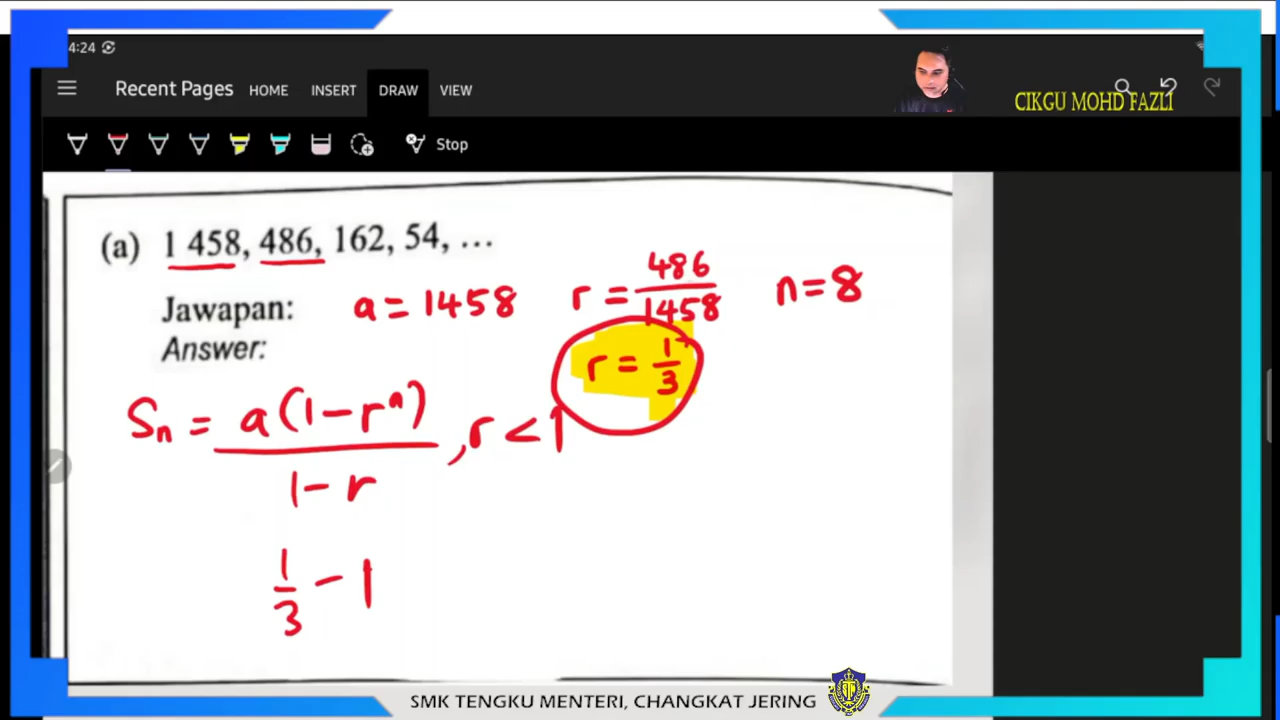 4:24
Recent Pages HOME INSERT DRAW VIEW
CIKGU MOHD FAZLI
Stop
(a) 1 458, 486, 162, 54, ...
Jawapan: a = 1458 r = 486/1458 n = 8
Answer:
r = 1/3
Sn = a(1-r^n)/1-r , r < 1
1/3 - 1
SMK TENGKU MENTERI, CHANGKAT JERING